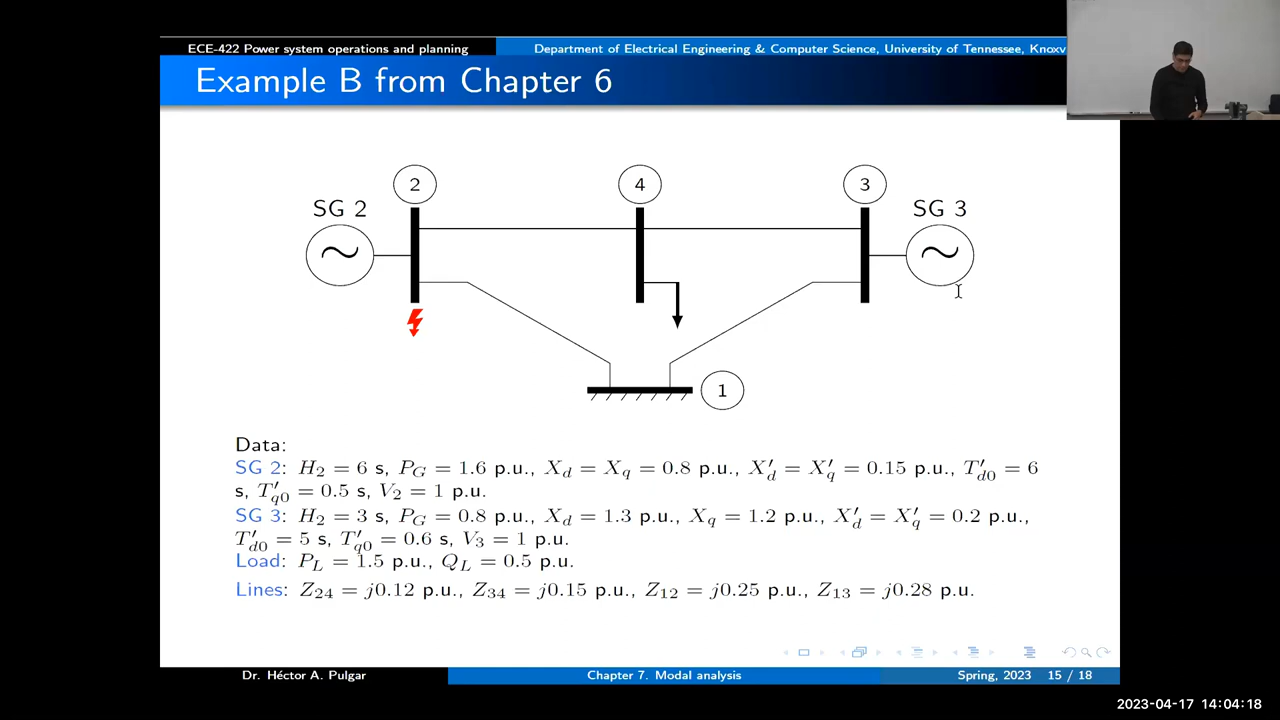 ECE-422 Power system operations and planning
Department of Electrical Engineering & Computer Science, University of Tennessee, Knoxv
Example B from Chapter 6
2
4
3
SG 2
SG 3
1
Data:
SG 2: H₂ = 6 s, P_G = 1.6 p.u., X_d = X_q = 0.8 p.u., X′_d = X′_q = 0.15 p.u., T′_d0 = 6
s, T′_q0 = 0.5 s, V₂ = 1 p.u.
SG 3: H₂ = 3 s, P_G = 0.8 p.u., X_d = 1.3 p.u., X_q = 1.2 p.u., X′_d = X′_q = 0.2 p.u.,
T′_d0 = 5 s, T′_q0 = 0.6 s, V₃ = 1 p.u.
Load: P_L = 1.5 p.u., Q_L = 0.5 p.u.
Lines: Z₂₄ = j0.12 p.u., Z₃₄ = j0.15 p.u., Z₁₂ = j0.25 p.u., Z₁₃ = j0.28 p.u.
Dr. Héctor A. Pulgar
Chapter 7. Modal analysis
Spring, 2023 15 / 18
2023-04-17 14:04:18